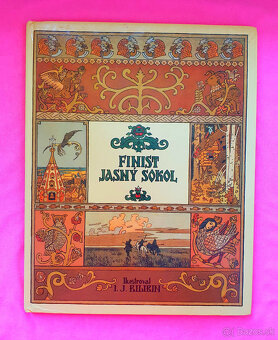 FINIST
JASNÝ SOKOL
Ilustroval
I. J. BILIBIN